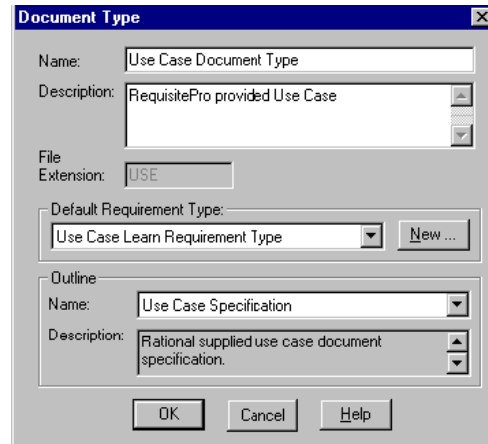 Document Type
Name: Use Case Document Type
Description: RequisitePro provided Use Case
File
Extension: USE
Default Requirement Type:
Use Case Learn Requirement Type New ...
Outline
Name: Use Case Specification
Description: Rational supplied use case document
specification.
OK Cancel Help